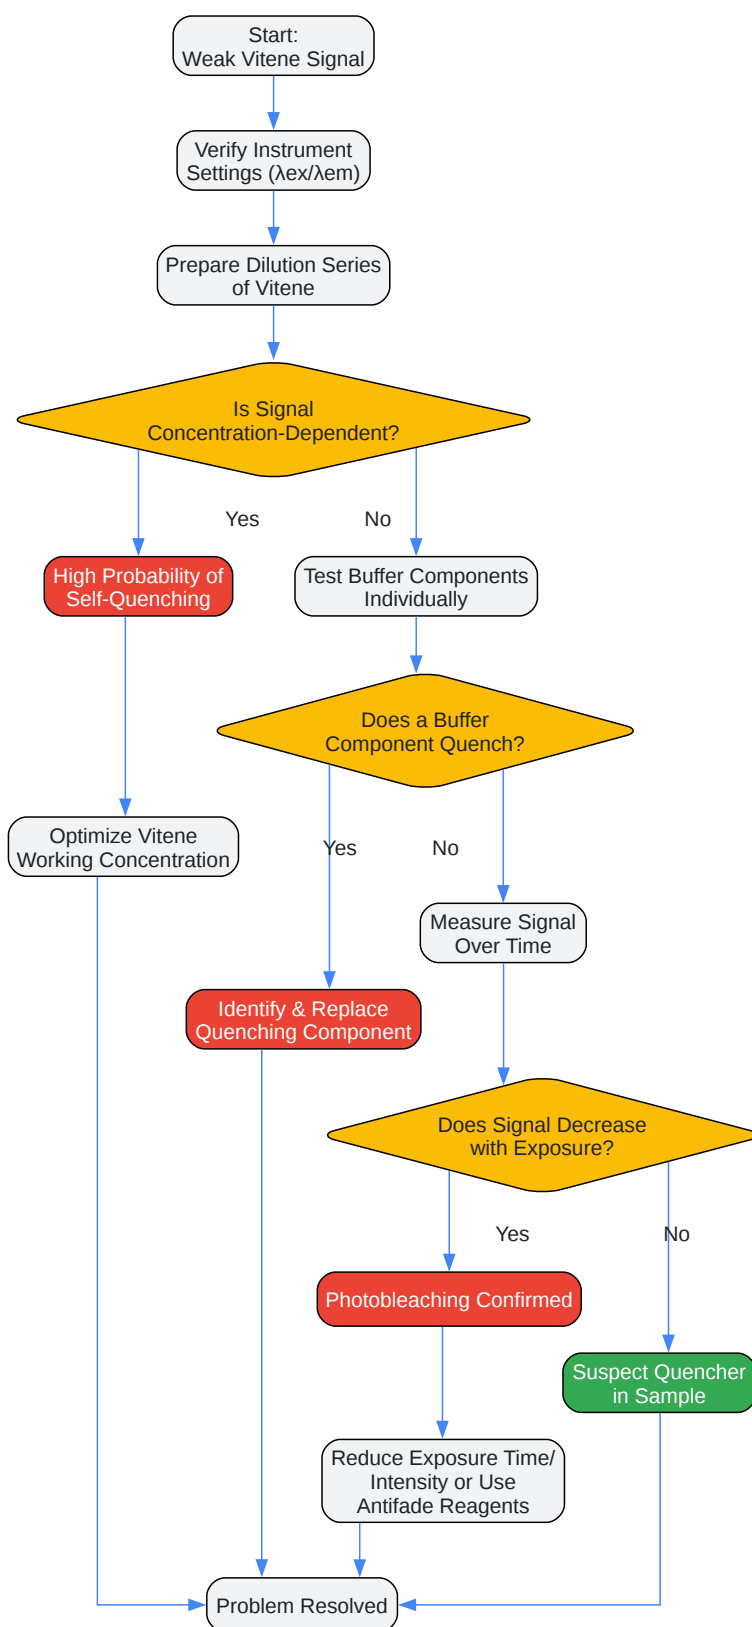 Start:
Weak Vitene Signal
Verify Instrument
Settings (λex/λem)
Prepare Dilution Series
of Vitene
Is Signal
Concentration-Dependent?
Yes
No
High Probability of
Self-Quenching
Test Buffer Components
Individually
Does a Buffer
Component Quench?
Optimize Vitene
Working Concentration
Yes
No
Measure Signal
Over Time
Identify & Replace
Quenching Component
Does Signal Decrease
with Exposure?
Yes
No
Photobleaching Confirmed
Suspect Quencher
in Sample
Reduce Exposure Time/
Intensity or Use
Antifade Reagents
Problem Resolved